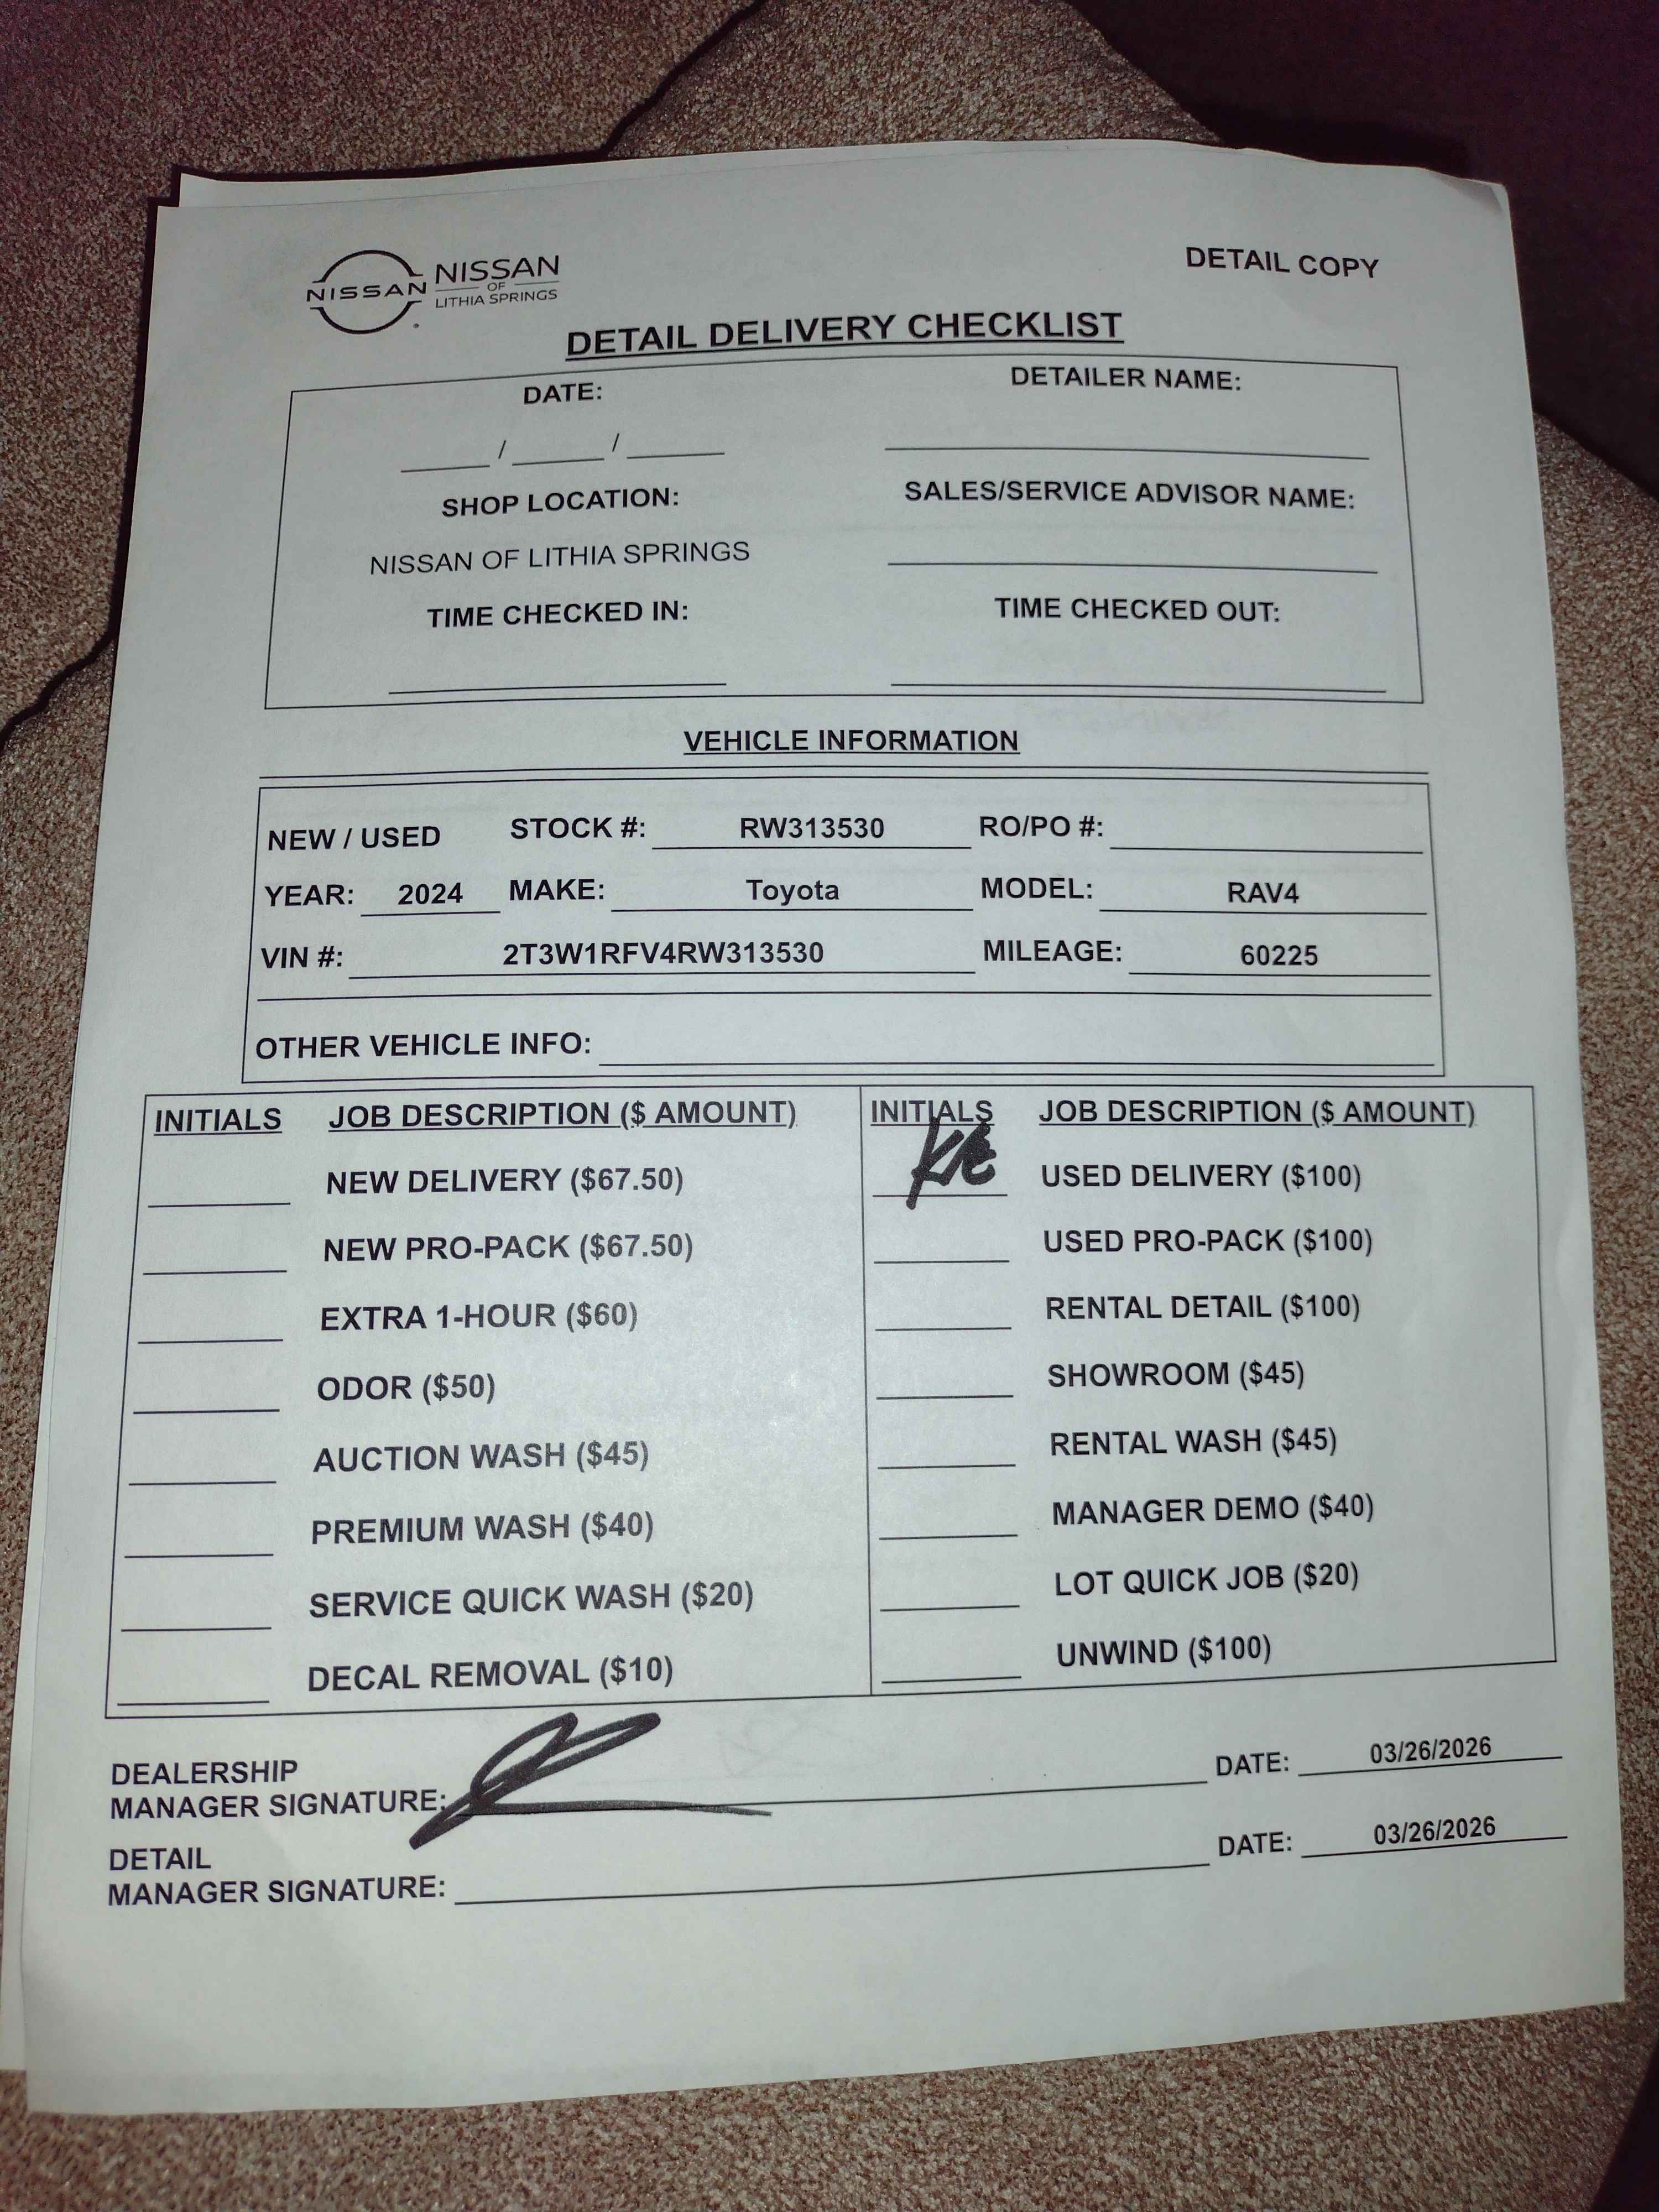 NISSAN
NISSAN
OF
LITHIA SPRINGS
DETAIL COPY
DETAIL DELIVERY CHECKLIST
DATE: DETAILER NAME:
____ / ____ / ____ ____
SHOP LOCATION: SALES/SERVICE ADVISOR NAME:
NISSAN OF LITHIA SPRINGS
TIME CHECKED IN: TIME CHECKED OUT:
VEHICLE INFORMATION
NEW / USED STOCK #: RW313530 RO/PO #:
YEAR: 2024 MAKE: Toyota MODEL: RAV4
VIN #: 2T3W1RFV4RW313530 MILEAGE: 60225
OTHER VEHICLE INFO:
INITIALS JOB DESCRIPTION ($ AMOUNT) INITIALS JOB DESCRIPTION ($ AMOUNT)
NEW DELIVERY ($67.50) USED DELIVERY ($100)
NEW PRO-PACK ($67.50) USED PRO-PACK ($100)
EXTRA 1-HOUR ($60) RENTAL DETAIL ($100)
ODOR ($50) SHOWROOM ($45)
AUCTION WASH ($45) RENTAL WASH ($45)
PREMIUM WASH ($40) MANAGER DEMO ($40)
SERVICE QUICK WASH ($20) LOT QUICK JOB ($20)
DECAL REMOVAL ($10) UNWIND ($100)
DEALERSHIP
MANAGER SIGNATURE: DATE: 03/26/2026
DETAIL
MANAGER SIGNATURE: DATE: 03/26/2026